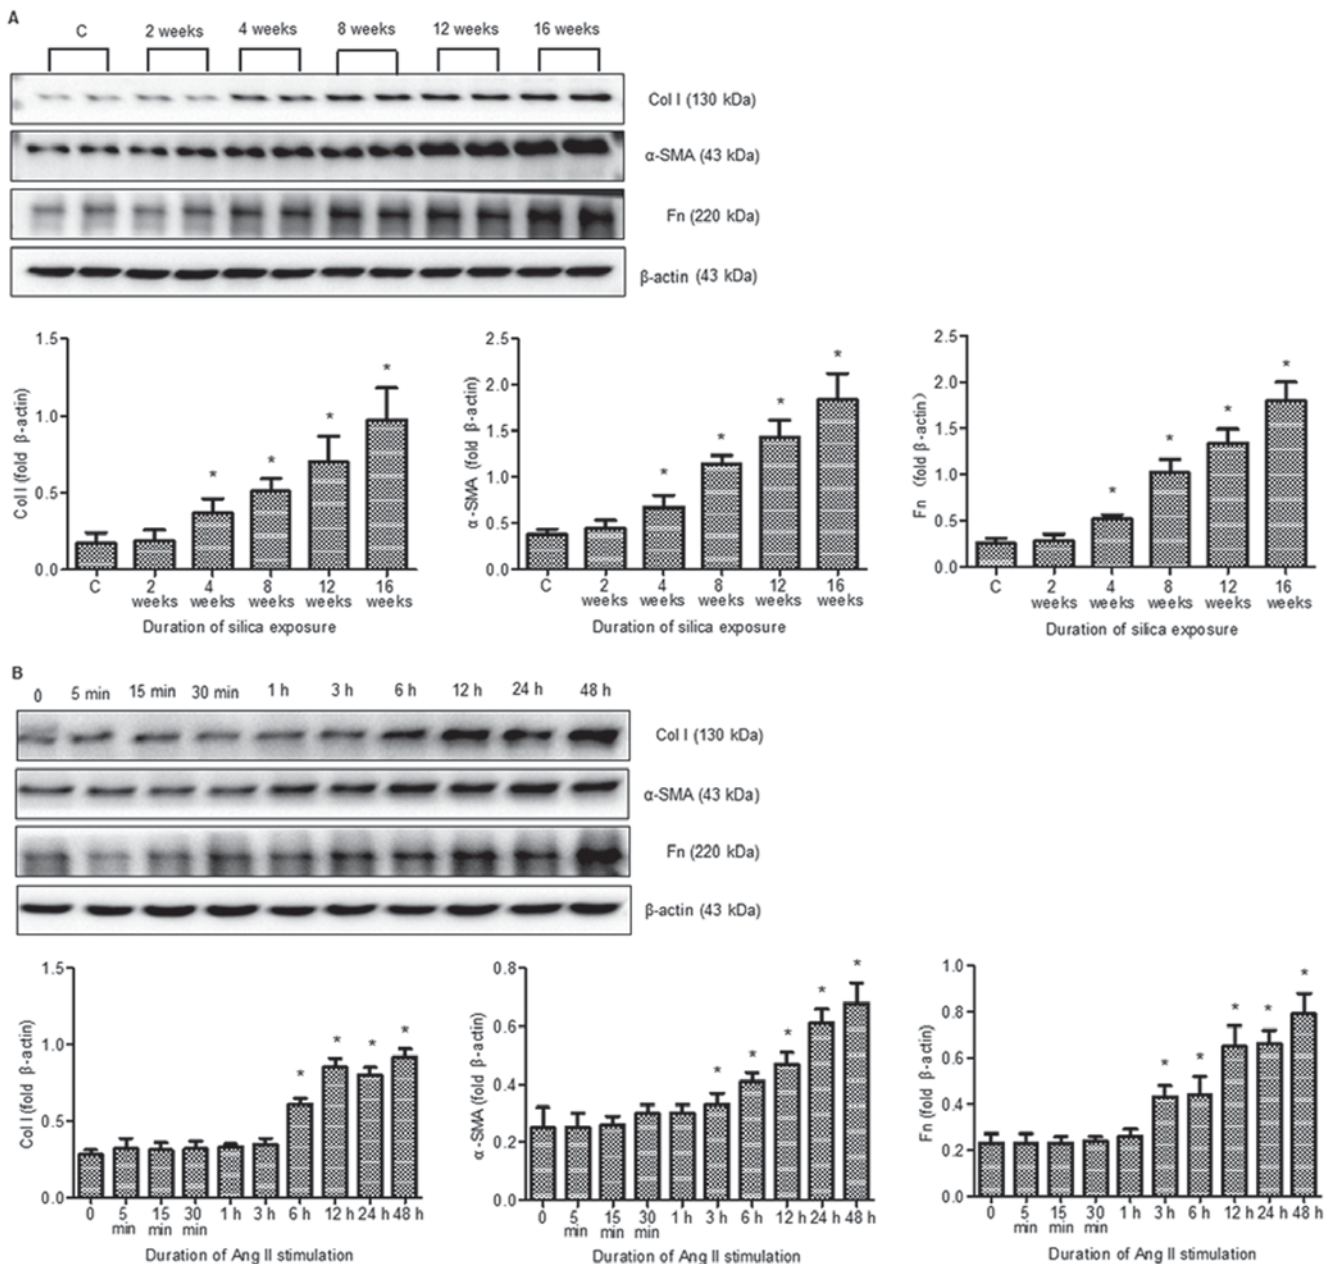 A
C 2 weeks 4 weeks 8 weeks 12 weeks 16 weeks
Col I (130 kDa)
α-SMA (43 kDa)
Fn (220 kDa)
β-actin (43 kDa)
Col I (fold β-actin)
1.5
1.0
0.5
0.0
C 2 weeks 4 weeks 8 weeks 12 weeks 16 weeks
Duration of silica exposure
* * * *
α-SMA (fold β-actin)
2.5
2.0
1.5
1.0
0.5
0.0
C 2 weeks 4 weeks 8 weeks 12 weeks 16 weeks
Duration of silica exposure
* * * *
Fn (fold β-actin)
2.5
2.0
1.5
1.0
0.5
0.0
C 2 weeks 4 weeks 8 weeks 12 weeks 16 weeks
Duration of silica exposure
* * * *
B
0 5 min 15 min 30 min 1 h 3 h 6 h 12 h 24 h 48 h
Col I (130 kDa)
α-SMA (43 kDa)
Fn (220 kDa)
β-actin (43 kDa)
Col I (fold β-actin)
1.5
1.0
0.5
0.0
0 5 min 15 min 30 min 1 h 3 h 6 h 12 h 24 h 48 h
Duration of Ang II stimulation
* * * *
α-SMA (fold β-actin)
0.8
0.6
0.4
0.2
0.0
0 5 min 15 min 30 min 1 h 3 h 6 h 12 h 24 h 48 h
Duration of Ang II stimulation
* * * * *
Fn (fold β-actin)
1.0
0.8
0.6
0.4
0.2
0.0
0 5 min 15 min 30 min 1 h 3 h 6 h 12 h 24 h 48 h
Duration of Ang II stimulation
* * * * *